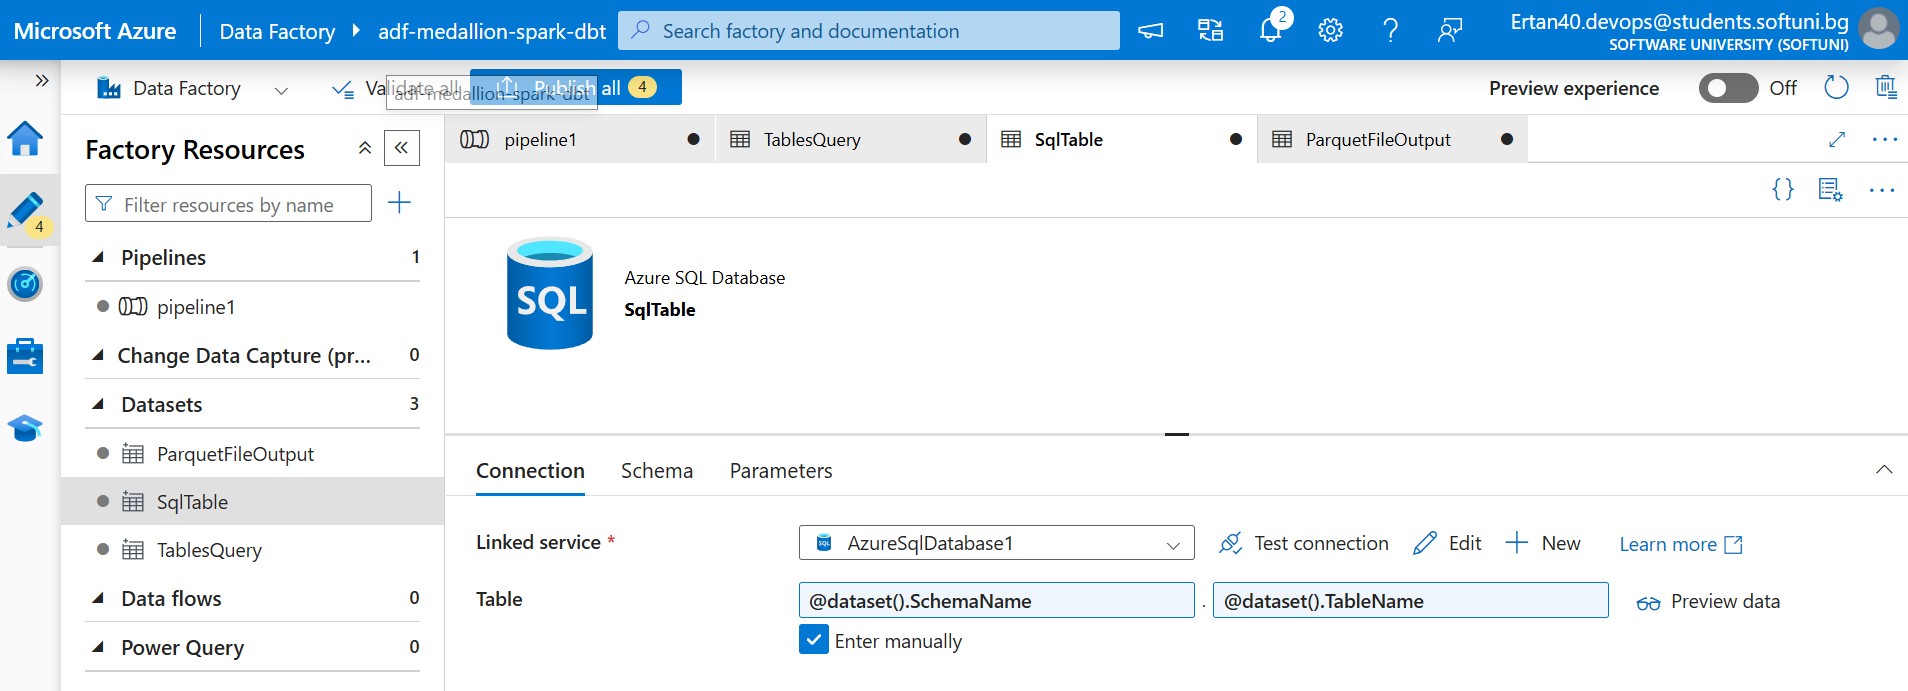 Microsoft Azure
Data Factory
adf-medallion-spark-dbt
Search factory and documentation
2
Ertan40.devops@students.softuni.bg
SOFTWARE UNIVERSITY (SOFTUNI)
Data Factory
Validate all
Publish all 4
adf-medallion-spark-dbt
Preview experience
Off
4
Factory Resources
Filter resources by name
Pipelines 1
pipeline1
Change Data Capture (pr... 0
Datasets 3
ParquetFileOutput
SqlTable
TablesQuery
Data flows 0
Power Query 0
pipeline1
TablesQuery
SqlTable
ParquetFileOutput
SQL
Azure SQL Database
SqlTable
Connection
Schema
Parameters
Linked service *
SQL
AzureSqlDatabase1
Test connection
Edit
New
Learn more
Table
@dataset().SchemaName . @dataset().TableName
Preview data
Enter manually